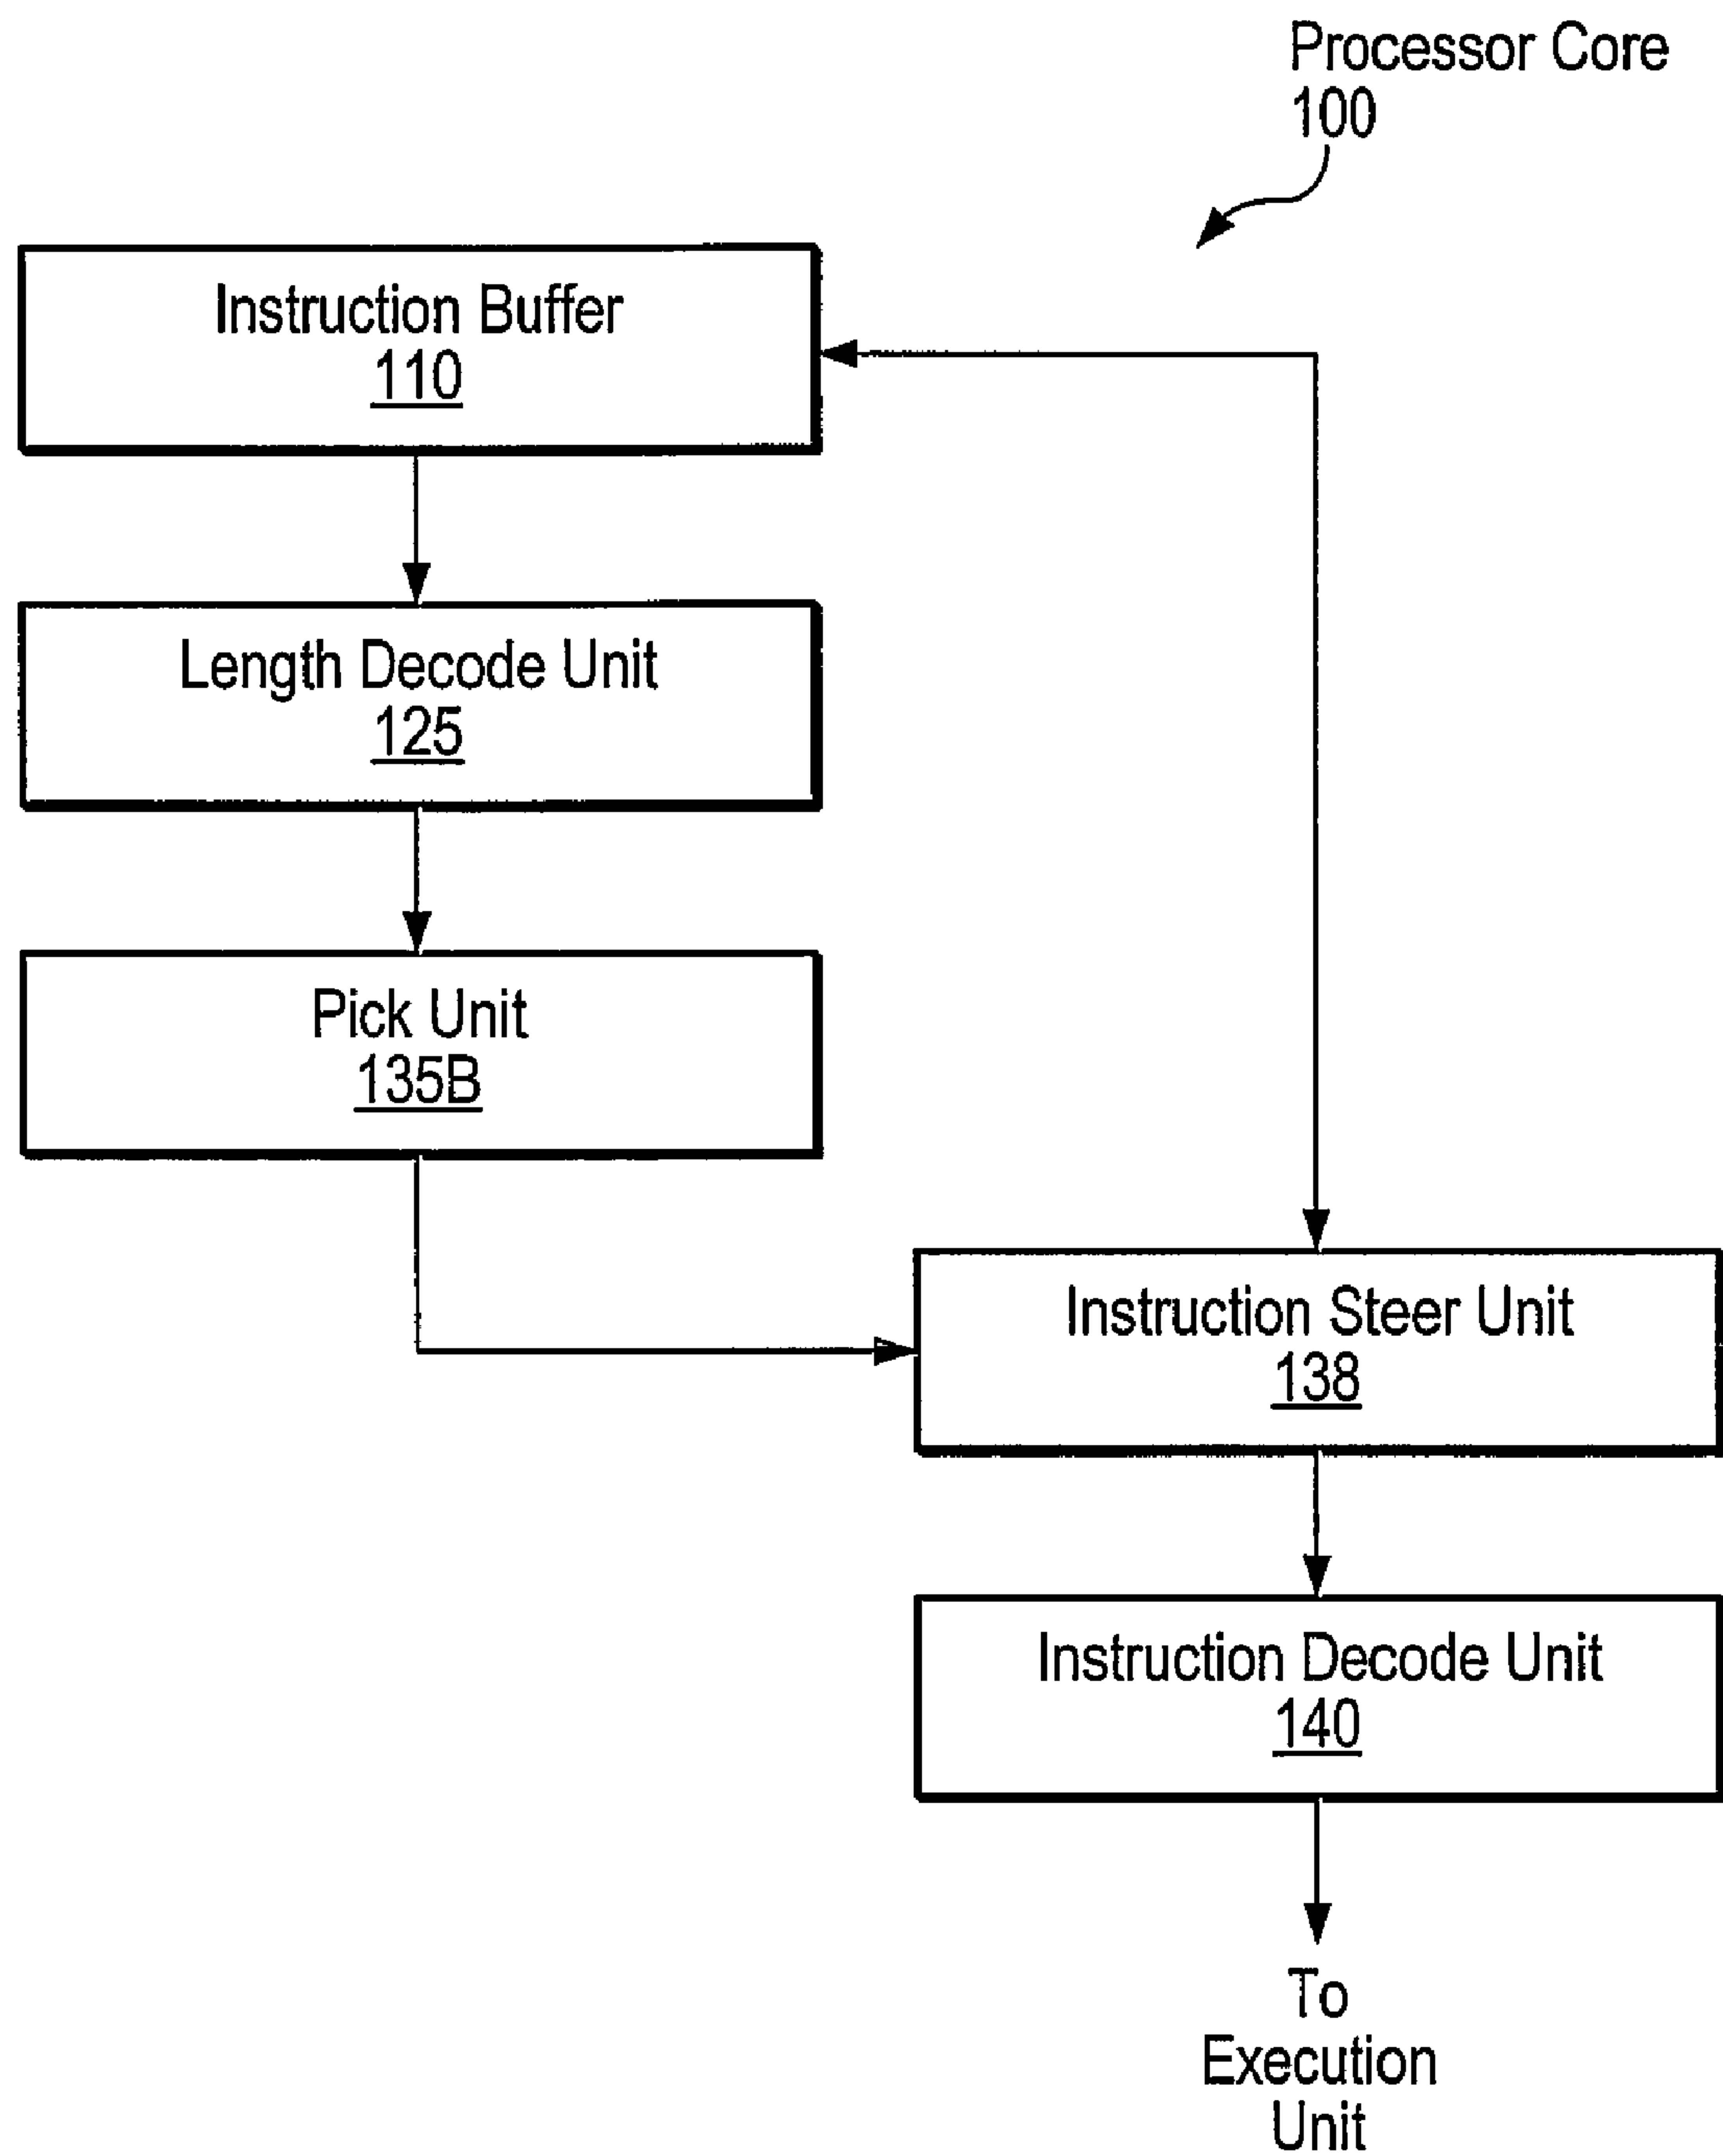 Processor Core
100
Instruction Buffer
110
Length Decode Unit
125
Pick Unit
135B
Instruction Steer Unit
138
Instruction Decode Unit
140
To
Execution
Unit